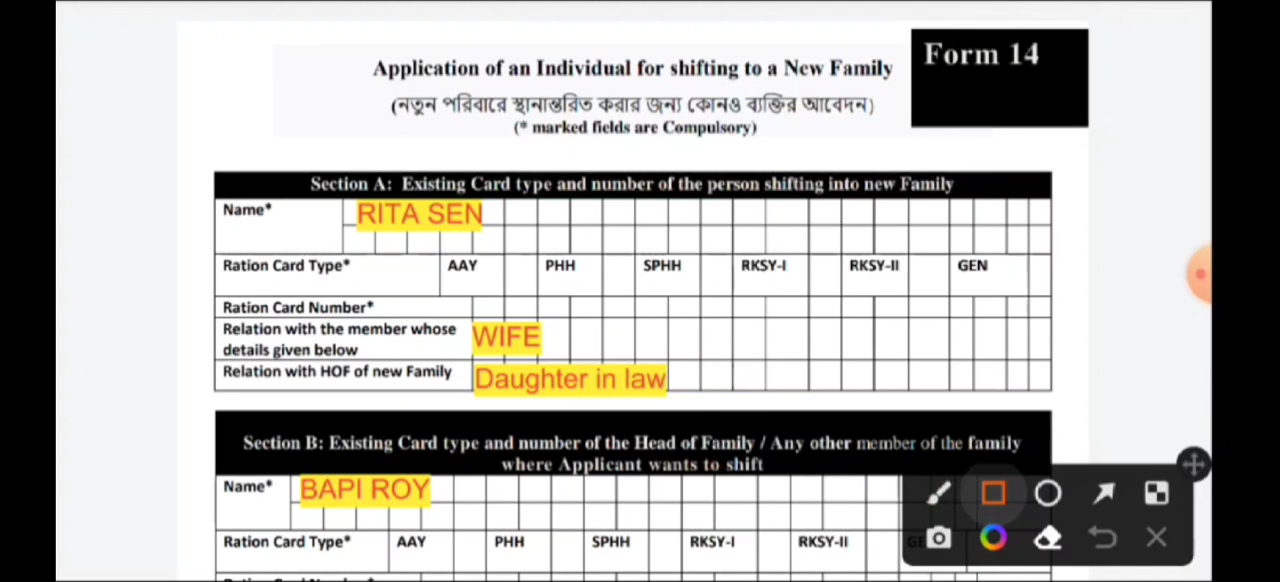 Form 14
Application of an Individual for shifting to a New Family
(নতুন পরিবারে স্থানান্তরিত করার জন্য কোনও ব্যক্তির আবেদন)
(* marked fields are Compulsory)
Section A: Existing Card type and number of the person shifting into new Family
Name* RITA SEN
Ration Card Type* AAY PHH SPHH RKSY-I RKSY-II GEN
Ration Card Number*
Relation with the member whose
details given below WIFE
Relation with HOF of new Family Daughter in law
Section B: Existing Card type and number of the Head of Family / Any other member of the family
where Applicant wants to shift
Name* BAPI ROY
Ration Card Type* AAY PHH SPHH RKSY-I RKSY-II